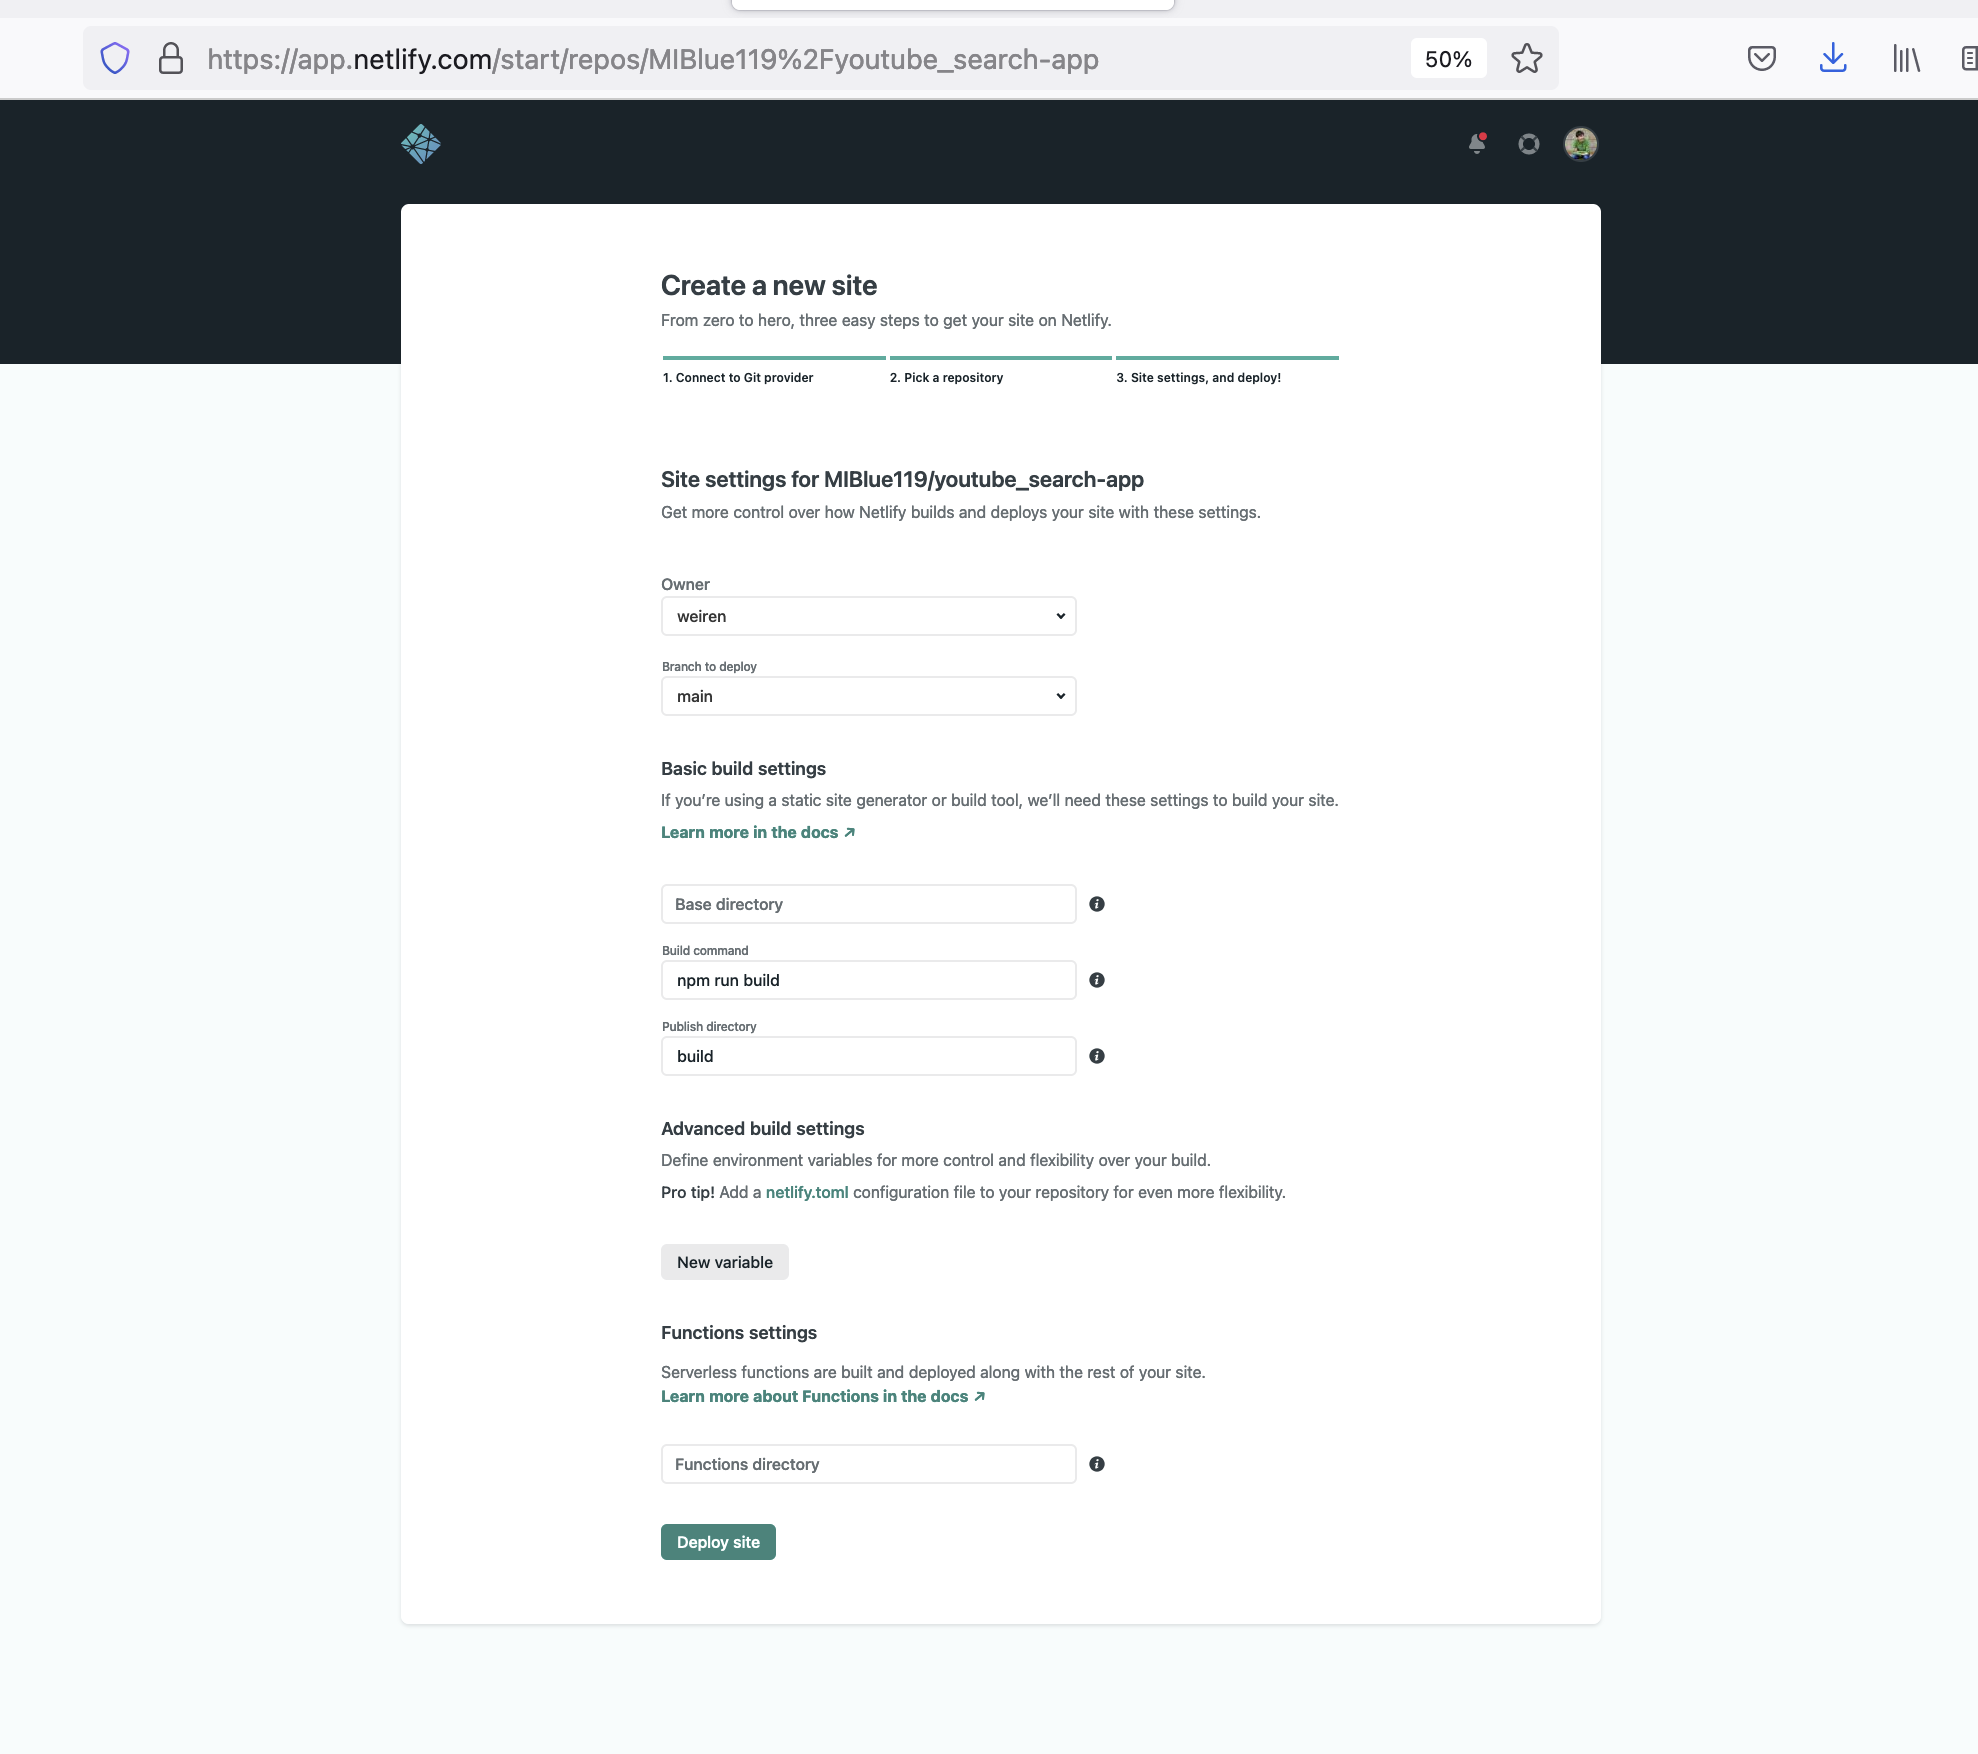 https://app.netlify.com/start/repos/MIBlue119%2Fyoutube_search-app
50%
Create a new site
From zero to hero, three easy steps to get your site on Netlify.
1. Connect to Git provider
2. Pick a repository
3. Site settings, and deploy!
Site settings for MIBlue119/youtube_search-app
Get more control over how Netlify builds and deploys your site with these settings.
Owner
weiren
Branch to deploy
main
Basic build settings
If you’re using a static site generator or build tool, we’ll need these settings to build your site.
Learn more in the docs
Base directory
Build command
npm run build
Publish directory
build
Advanced build settings
Define environment variables for more control and flexibility over your build.
Pro tip! Add a netlify.toml configuration file to your repository for even more flexibility.
New variable
Functions settings
Serverless functions are built and deployed along with the rest of your site.
Learn more about Functions in the docs
Functions directory
Deploy site